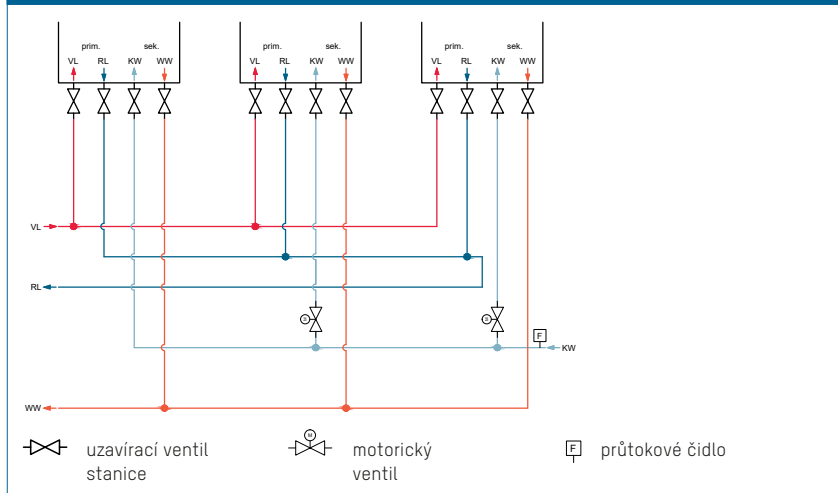 prim. sek. prim. sek. prim. sek.
VL RL KW WW VL RL KW WW VL RL KW WW
VL
RL
F
KW
WW
uzavírací ventil
stanice
M
motorický
ventil
F
průtokové čidlo